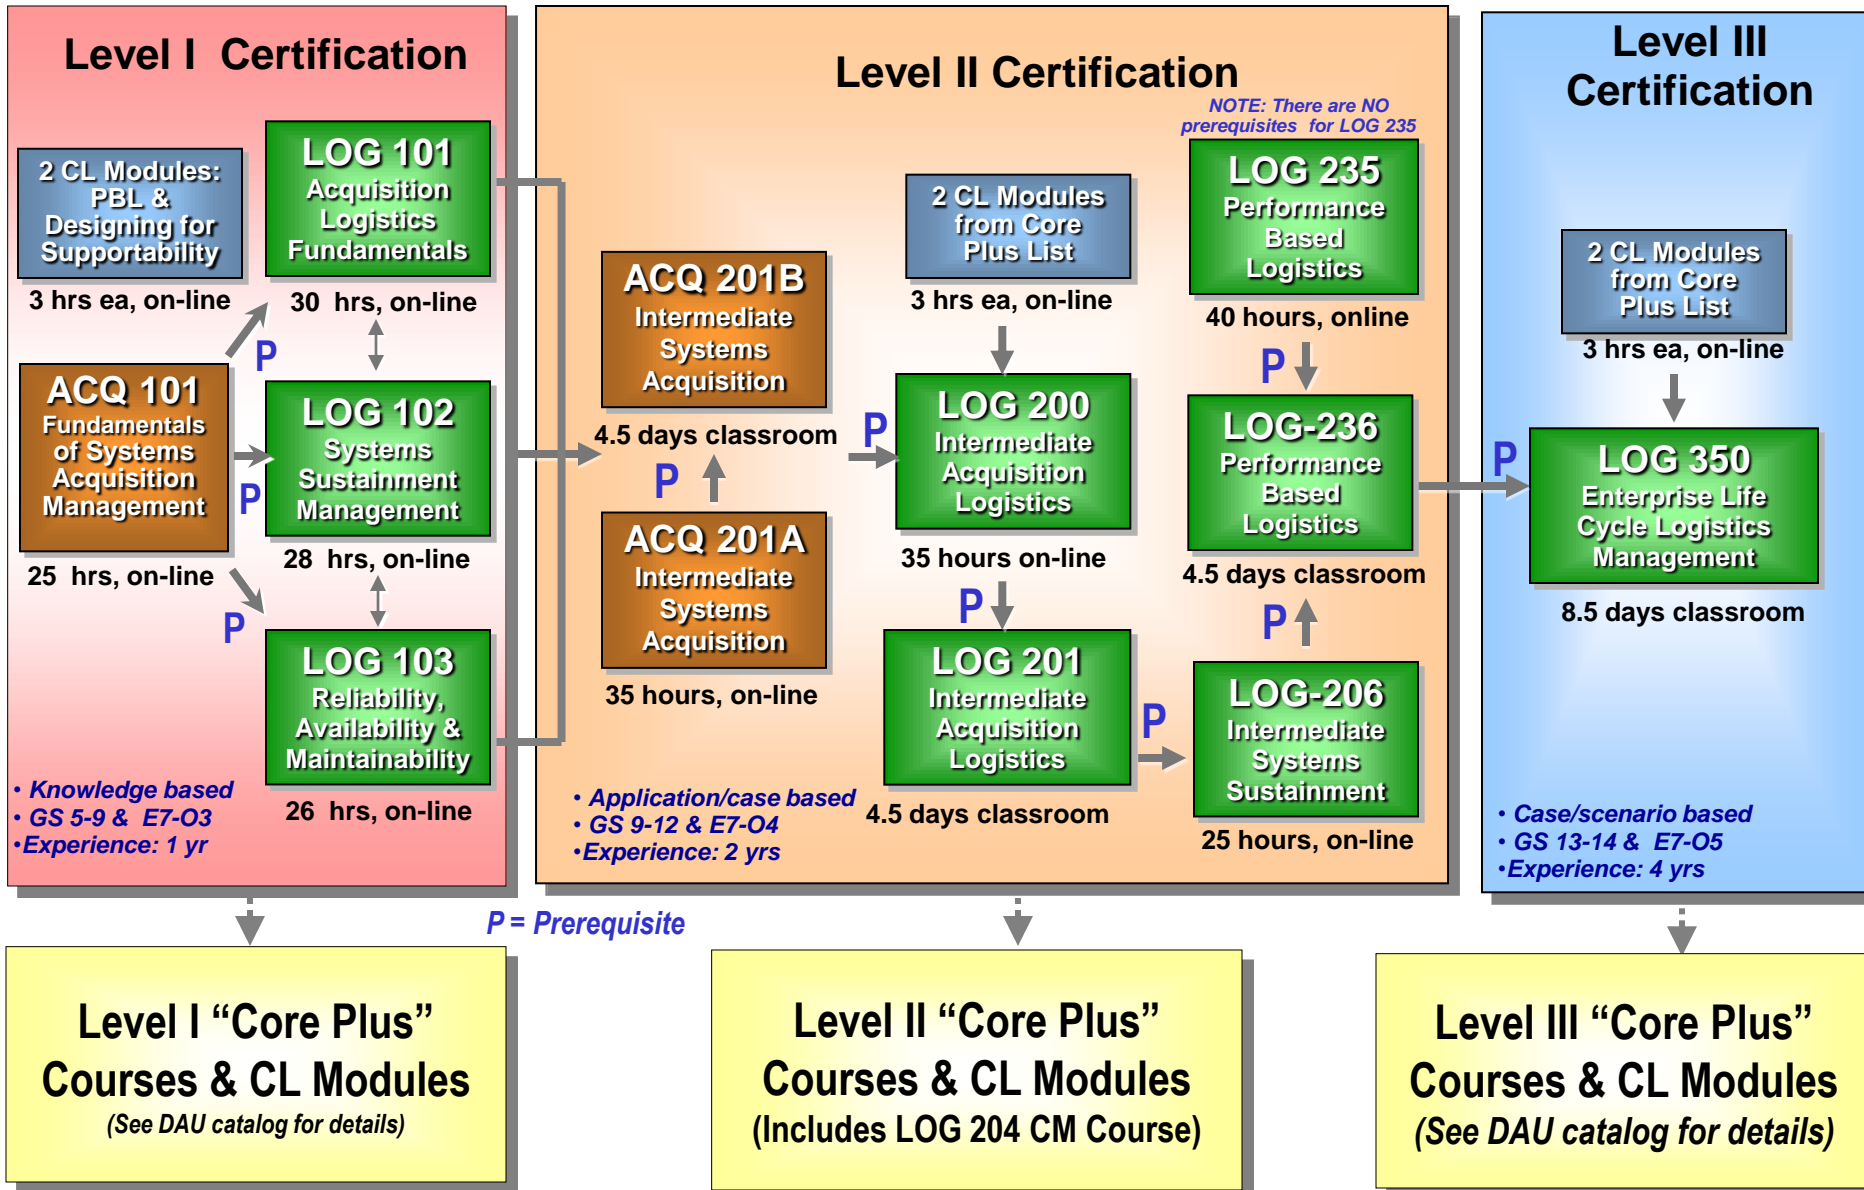 Level I  Certification
2 CL Modules:
PBL &
Designing for
Supportability
3 hrs ea, on-line
LOG 101
Acquisition
Logistics
Fundamentals
30  hrs, on-line
P
ACQ 101
Fundamentals
of Systems
Acquisition
Management
25  hrs, on-line
P
LOG 102
Systems
Sustainment
Management
28  hrs, on-line
P
LOG 103
Reliability,
Availability &
Maintainability
26  hrs, on-line
• Knowledge based
• GS 5-9 &  E7-O3
•Experience: 1 yr
Level II Certification
NOTE: There are NO
prerequisites  for LOG 235
ACQ 201B
Intermediate
Systems
Acquisition
4.5 days classroom
P
ACQ 201A
Intermediate
Systems
Acquisition
35 hours, on-line
2 CL Modules
from Core
Plus List
3 hrs ea, on-line
P
LOG 200
Intermediate
Acquisition
Logistics
35 hours on-line
P
LOG 201
Intermediate
Acquisition
Logistics
4.5 days classroom
P
LOG 235
Performance
Based
Logistics
40 hours, online
P
LOG-236
Performance
Based
Logistics
4.5 days classroom
P
LOG-206
Intermediate
Systems
Sustainment
25 hours, on-line
• Application/case based
• GS 9-12 & E7-O4
•Experience: 2 yrs
Level III
Certification
2 CL Modules
from Core
Plus List
3 hrs ea, on-line
P
LOG 350
Enterprise Life
Cycle Logistics
Management
8.5 days classroom
• Case/scenario based
• GS 13-14 &  E7-O5
•Experience: 4 yrs
P = Prerequisite
Level I “Core Plus”
Courses & CL Modules
(See DAU catalog for details)
Level II “Core Plus”
Courses & CL Modules
(Includes LOG 204 CM Course)
Level III “Core Plus”
Courses & CL Modules
(See DAU catalog for details)